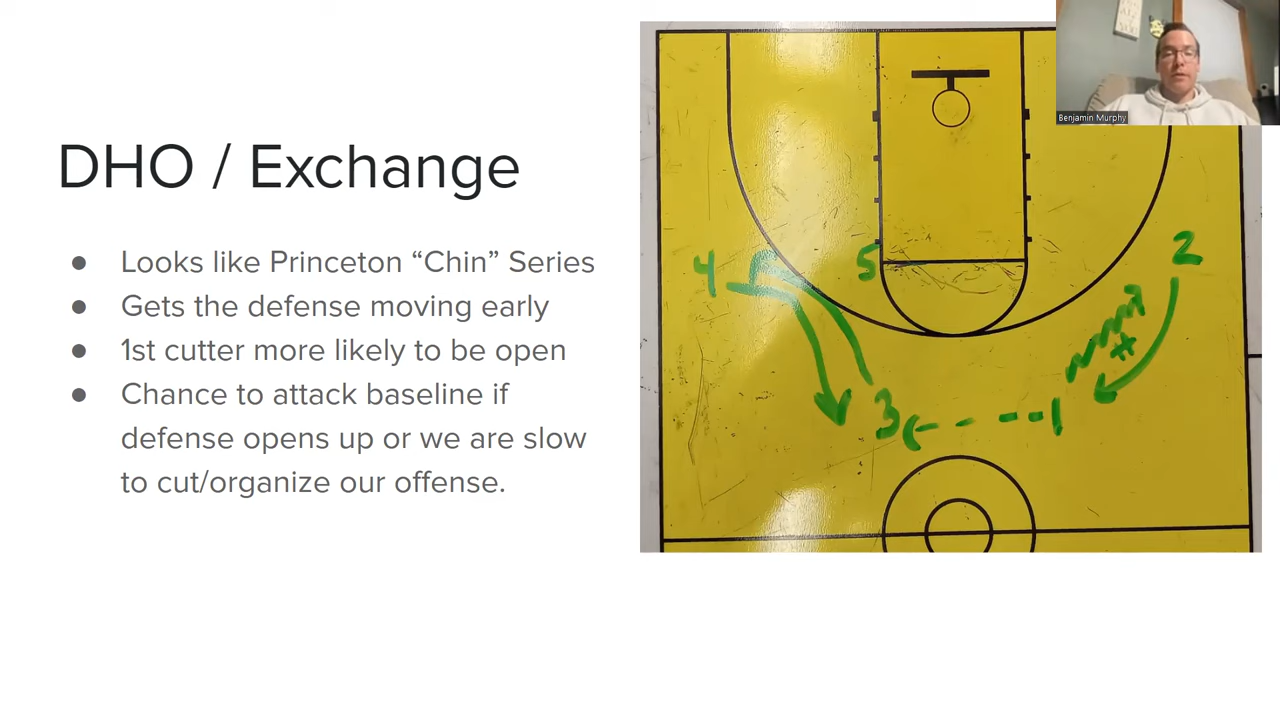 DHO / Exchange
● Looks like Princeton “Chin” Series
● Gets the defense moving early
● 1st cutter more likely to be open
● Chance to attack baseline if
defense opens up or we are slow
to cut/organize our offense.
4
5
2
3
1
Benjamin Murphy